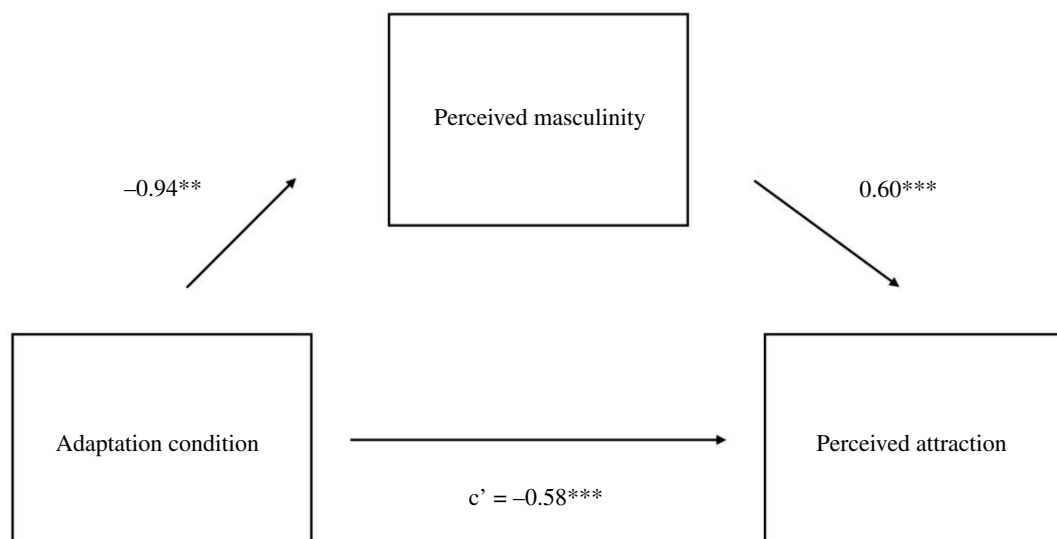 Perceived masculinity
–0.94**
0.60***
Adaptation condition
Perceived attraction
c’ = –0.58***